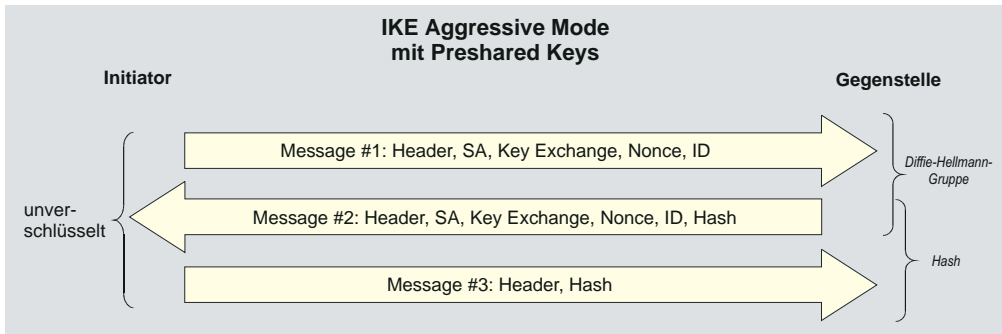 IKE Aggressive Mode
mit Preshared Keys
Initiator
Gegenstelle
Message #1: Header, SA, Key Exchange, Nonce, ID
Diffie-Hellmann-
Gruppe
unver-
schlüsselt
Message #2: Header, SA, Key Exchange, Nonce, ID, Hash
Hash
Message #3: Header, Hash